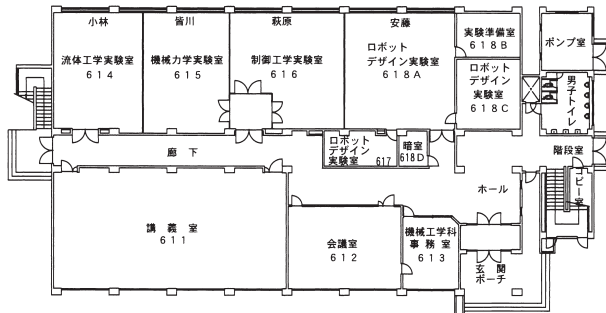 小林
流体工学実験室
614
皆川
機械力学実験室
615
萩原
制御工学実験室
616
安藤
ロボット
デザイン実験室
618A
実験準備室
618B
ロボット
デザイン
実験室
618C
ポンプ室
男子トイレ
廊下
ロボット
デザイン
実験室 617
暗室
618D
階段室
コピー室
ホール
講義室
611
会議室
612
機械工学科
事務室
613
玄関
ポーチ